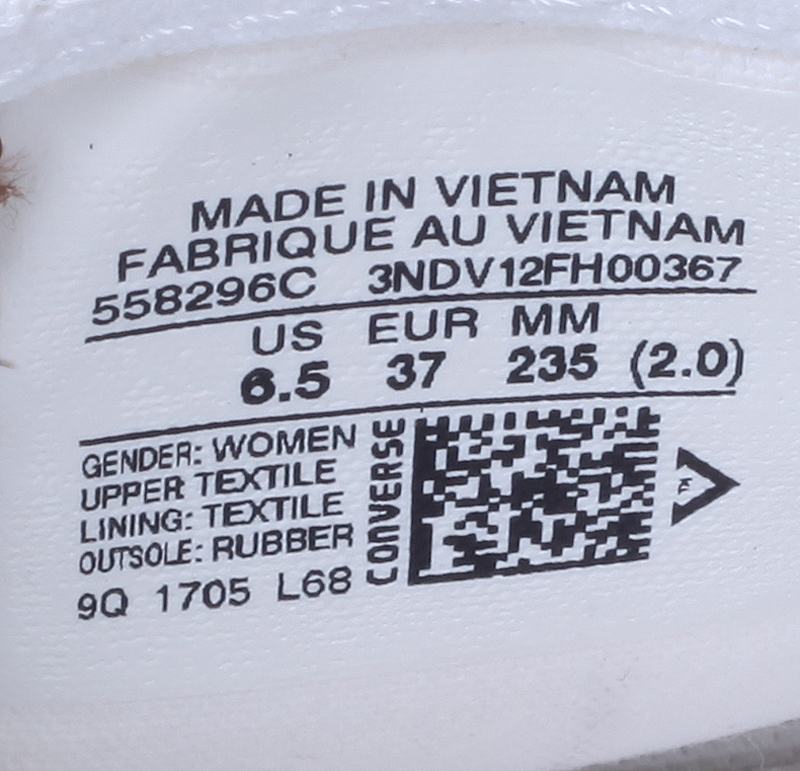 MADE IN VIETNAM
FABRIQUE AU VIETNAM
558296C 3NDV12FH00367
US EUR MM
6.5 37 235 (2.0)
GENDER: WOMEN
UPPER TEXTILE
LINING: TEXTILE
OUTSOLE: RUBBER
9Q 1705 L68
CONVERSE